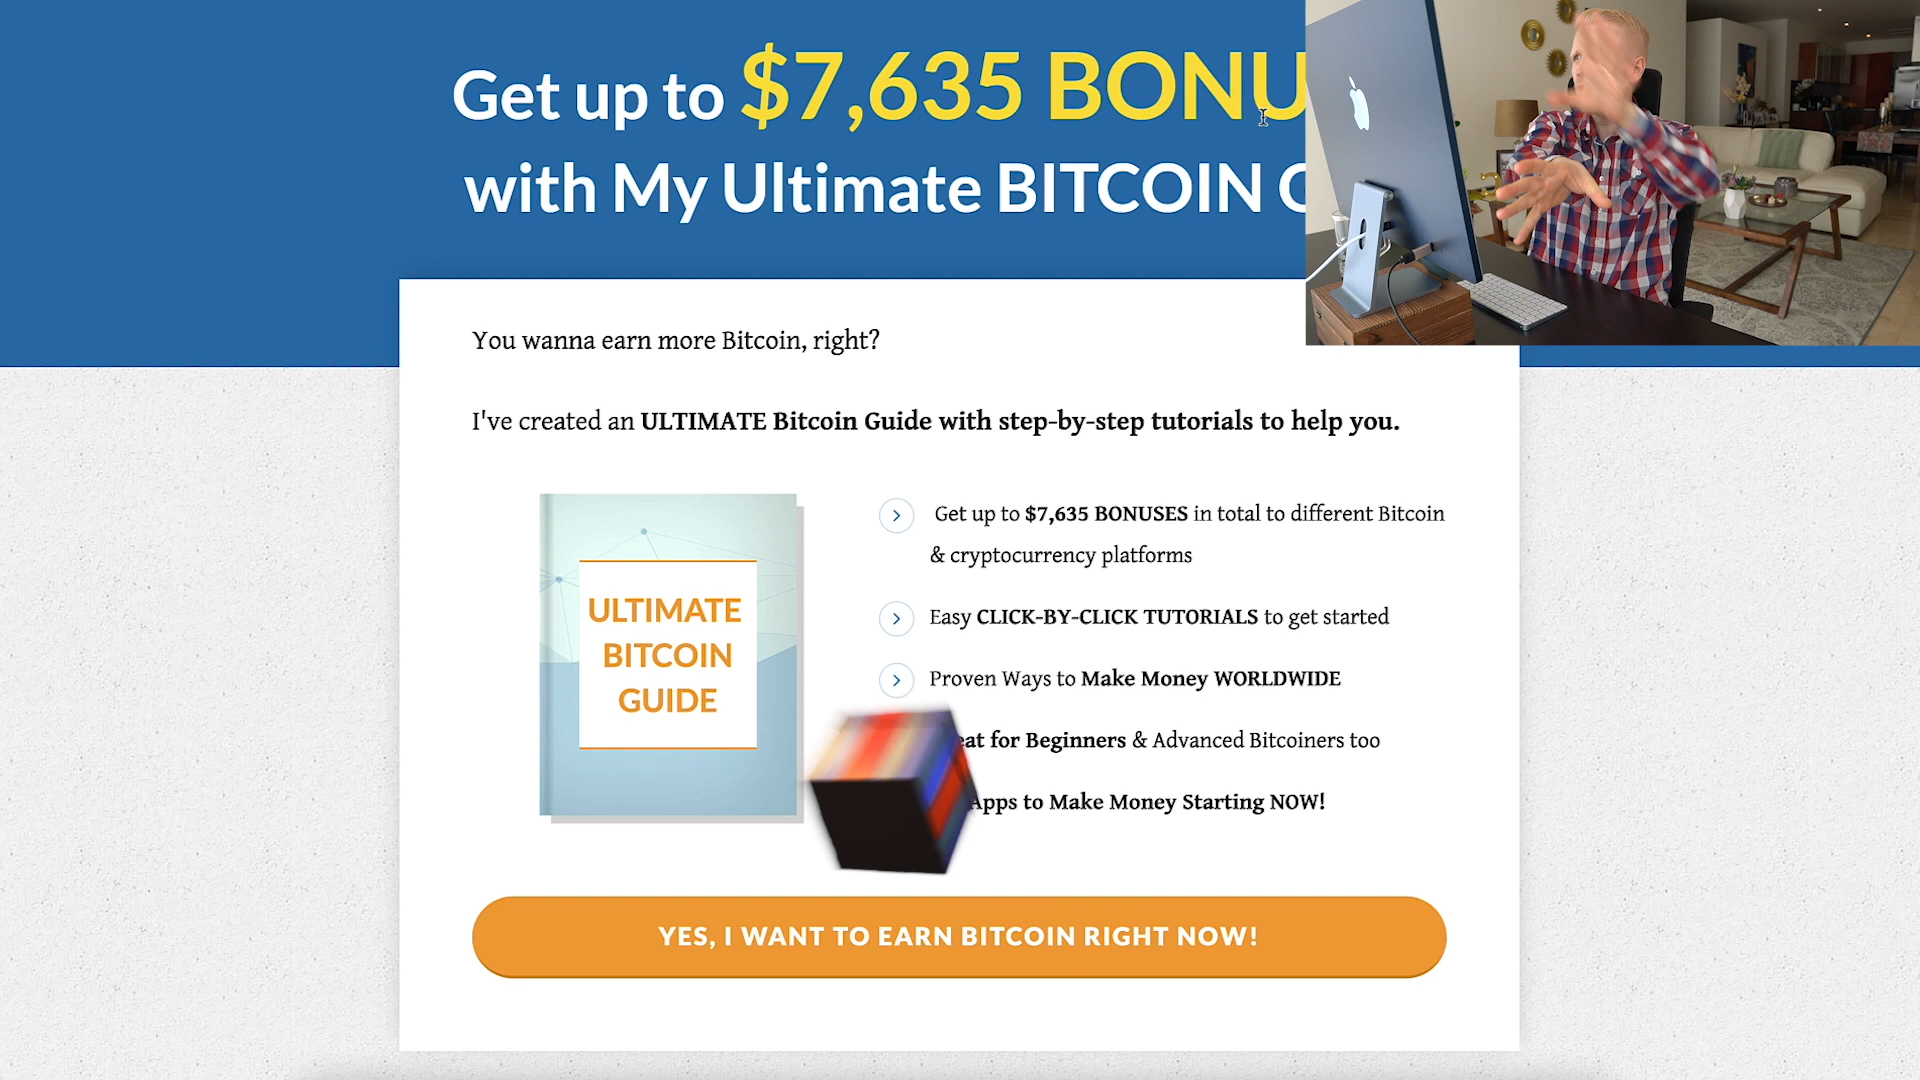 Get up to $7,635 BONU
with My Ultimate BITCOIN
You wanna earn more Bitcoin, right?
I've created an ULTIMATE Bitcoin Guide with step-by-step tutorials to help you.
ULTIMATE
BITCOIN
GUIDE
Get up to $7,635 BONUSES in total to different Bitcoin
& cryptocurrency platforms
Easy CLICK-BY-CLICK TUTORIALS to get started
Proven Ways to Make Money WORLDWIDE
eat for Beginners & Advanced Bitcoiners too
Apps to Make Money Starting NOW!
YES, I WANT TO EARN BITCOIN RIGHT NOW!